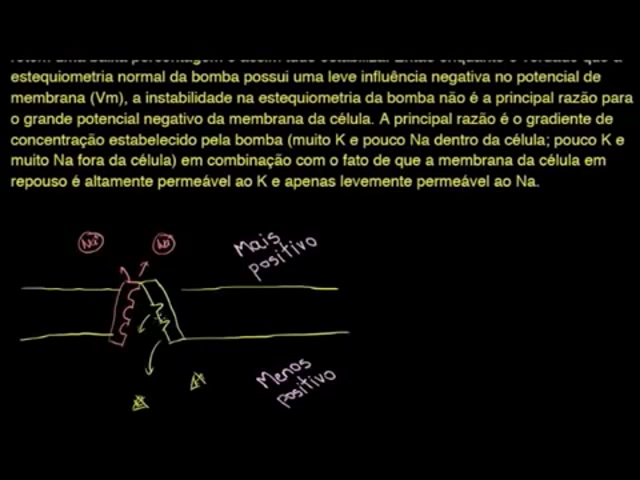 estequiometria normal da bomba possui uma leve influência negativa no potencial de
membrana (Vm), a instabilidade na estequiometria da bomba não é a principal razão para
o grande potencial negativo da membrana da célula. A principal razão é o gradiente de
concentração estabelecido pela bomba (muito K e pouco Na dentro da célula; pouco K e
muito Na fora da célula) em combinação com o fato de que a membrana da célula em
repouso é altamente permeável ao K e apenas levemente permeável ao Na.
Na Na
Mais
positivo
Menos
positivo